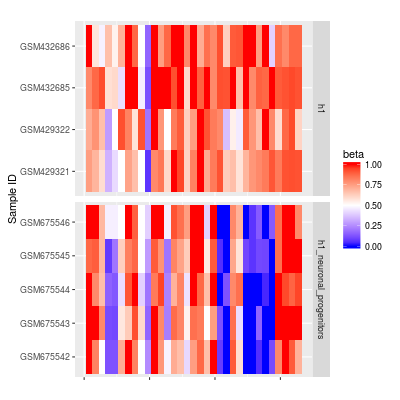 GSM432686
GSM432685
GSM429322
GSM429321
h1
Sample ID
GSM675546
GSM675545
GSM675544
GSM675543
GSM675542
h1_neuronal_progenitors
beta
1.00
0.75
0.50
0.25
0.00